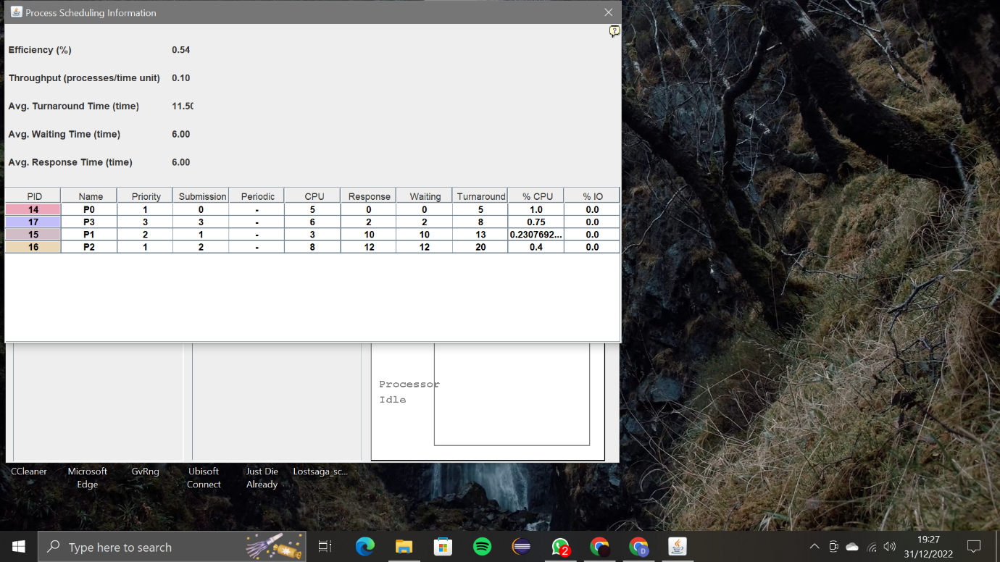 Process Scheduling Information
Efficiency (%) 0.54
Throughput (processes/time unit) 0.10
Avg. Turnaround Time (time) 11.50
Avg. Waiting Time (time) 6.00
Avg. Response Time (time) 6.00
PID Name Priority Submission Periodic CPU Response Waiting Turnaround % CPU % IO
14 P0 1 0 - 5 0 0 5 1.0 0.0
17 P3 3 3 - 6 2 2 8 0.75 0.0
15 P1 2 1 - 3 10 10 13 0.2307692... 0.0
16 P2 1 2 - 8 12 12 20 0.4 0.0
Processor
Idle
CCleaner
Microsoft
Edge
GvRng
Ubisoft
Connect
Just Die
Already
Lostsaga_sc...
Type here to search
2
D
19:27
31/12/2022